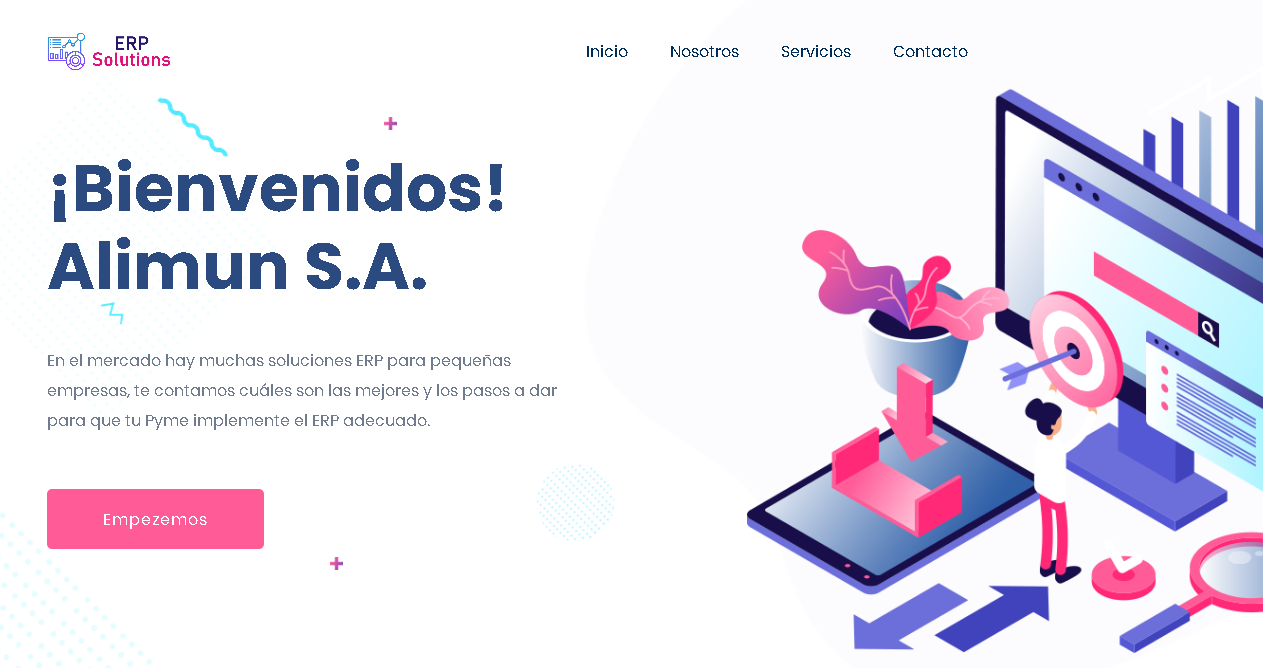 ERP
Solutions
Inicio
Nosotros
Servicios
Contacto
¡Bienvenidos!
Alimun S.A.
En el mercado hay muchas soluciones ERP para pequeñas
empresas, te contamos cuáles son las mejores y los pasos a dar
para que tu Pyme implemente el ERP adecuado.
Empezemos